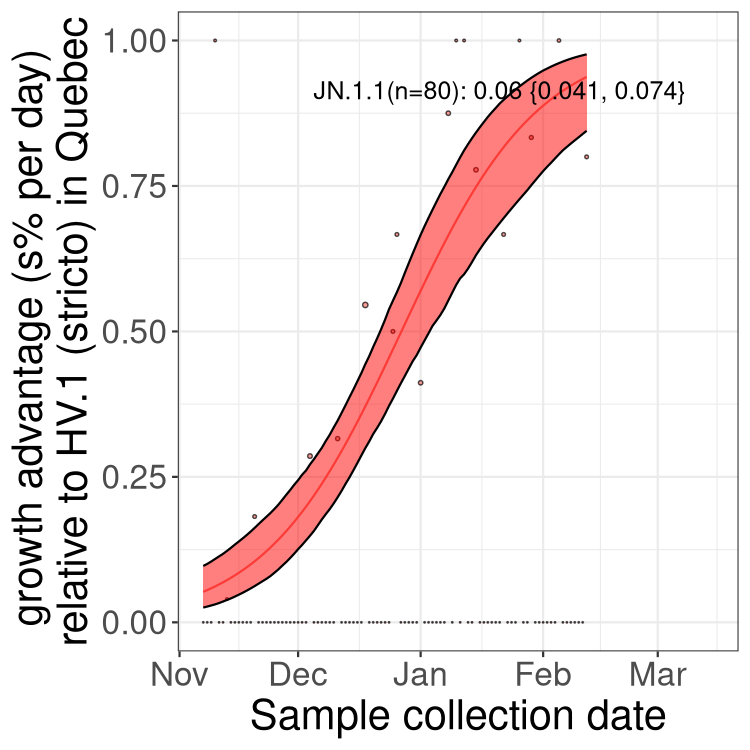 growth advantage (s% per day)
relative to HV.1 (stricto) in Quebec
1.00
0.75
0.50
0.25
0.00
JN.1.1(n=80): 0.06 {0.041, 0.074}
Nov Dec Jan Feb Mar
Sample collection date